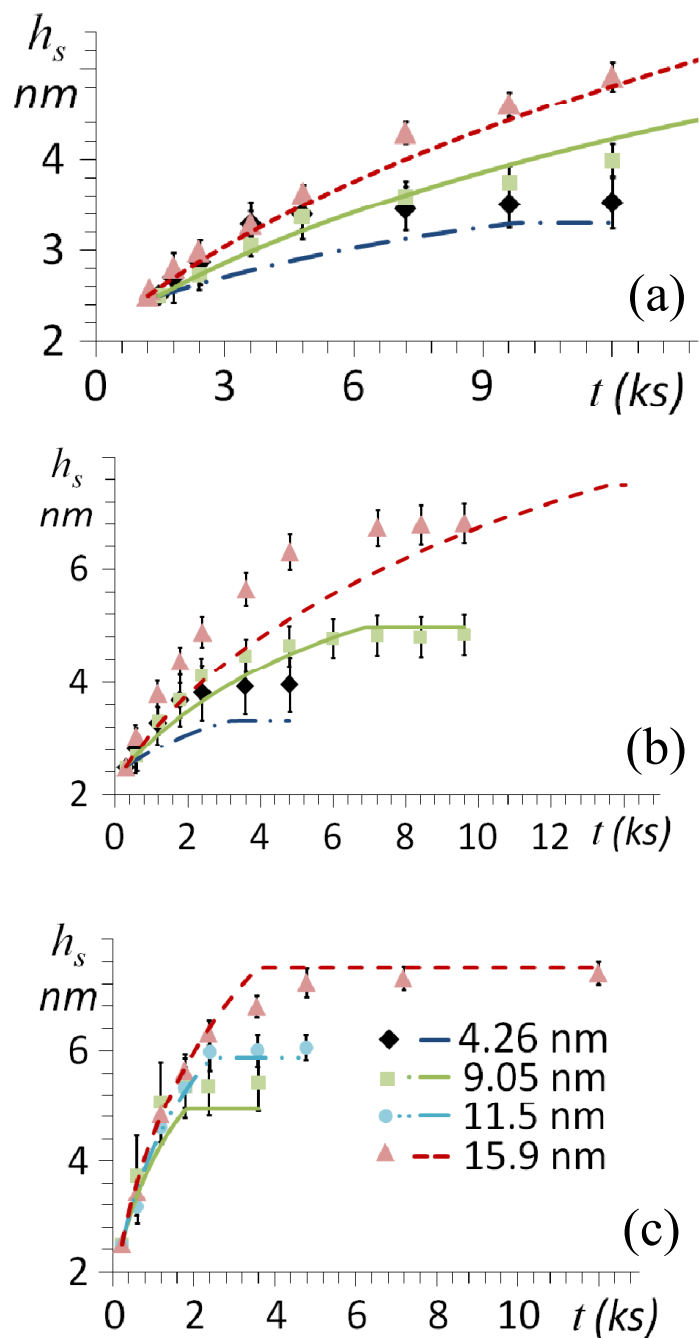 h_s
nm
4
3
2
(a)
0 3 6 9 t (ks)
h_s
nm
6
4
2
(b)
0 2 4 6 8 10 12 t (ks)
h_s
nm
6
4
2
4.26 nm
9.05 nm
11.5 nm
15.9 nm
(c)
0 2 4 6 8 10 t (ks)